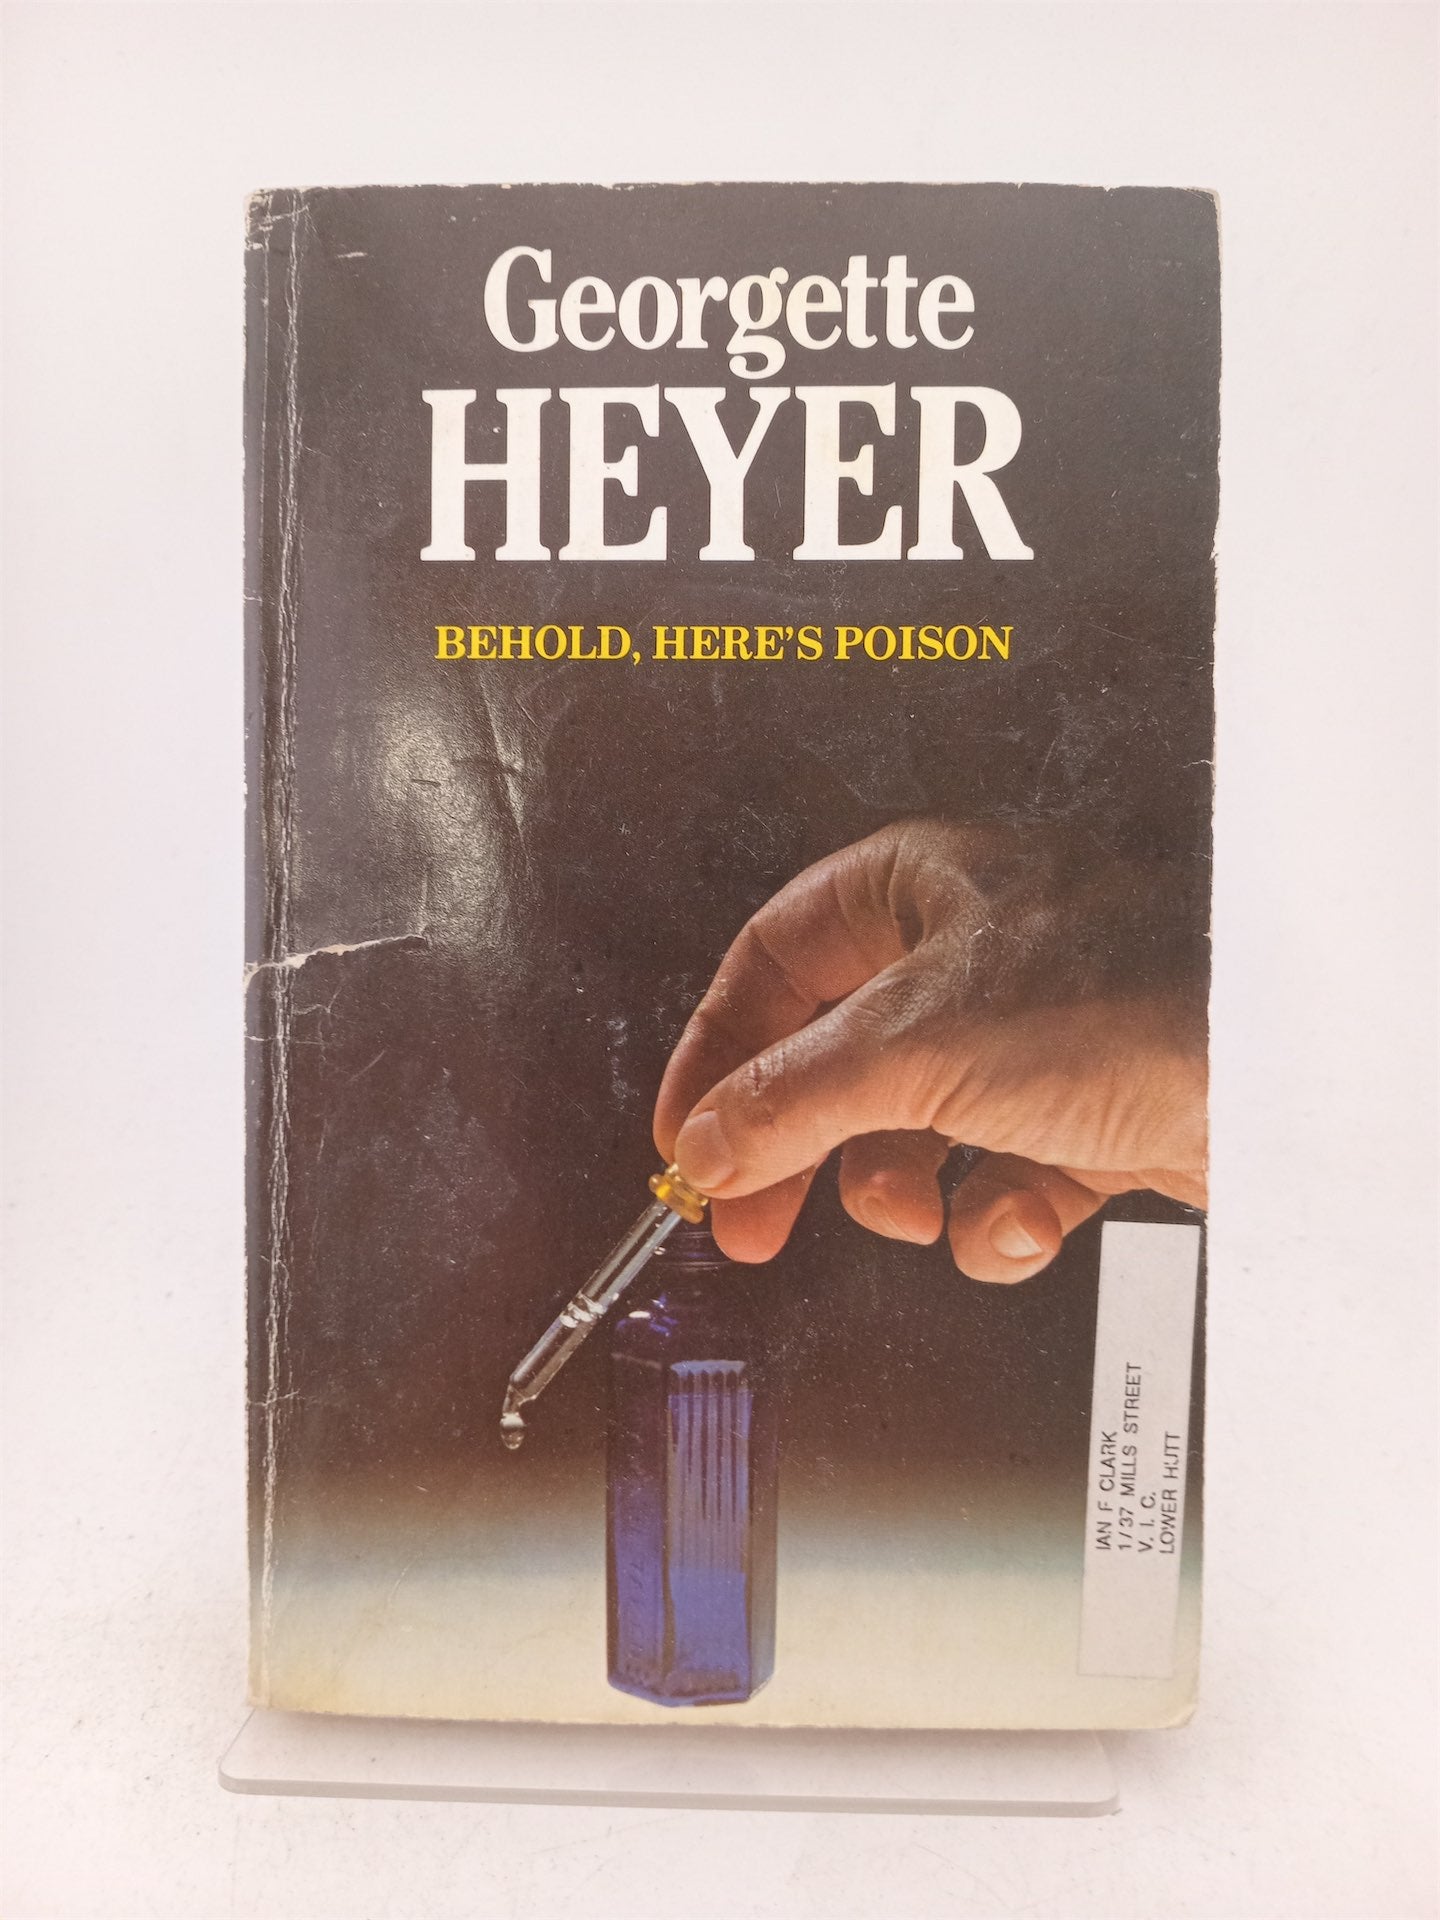 Georgette
HEYER
BEHOLD, HERE'S POISON
IAN F CLARK
1/37 MILLS STREET
V. I. C.
LOWER HUTT